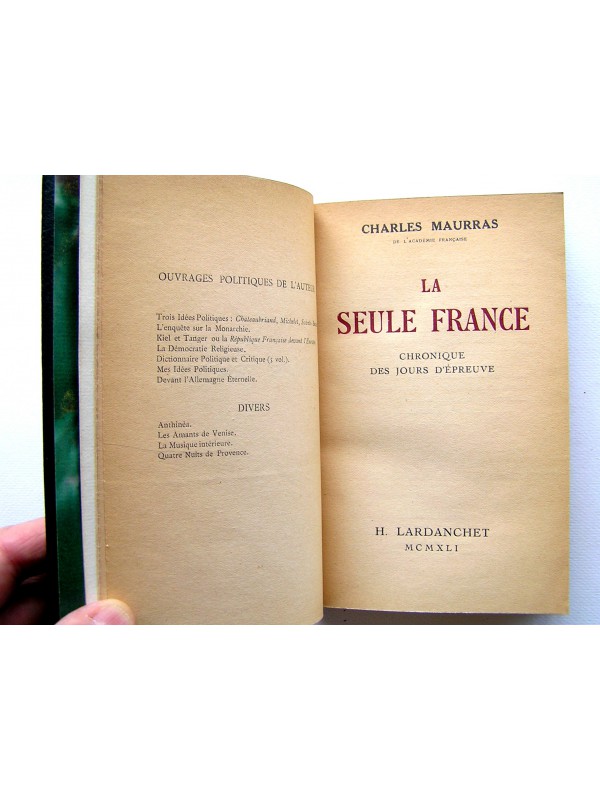 OUVRAGES POLITIQUES DE L'AUTEUR
Trois Idées Politiques : Chateaubriand, Michelet,
L'enquête sur la Monarchie.
Kiel et Tanger ou la République Française devant
La Démocratie Religieuse.
Dictionnaire Politique et Critique (5 vol.).
Mes Idées Politiques.
Devant l'Allemagne Éternelle.
DIVERS
Anthinéa.
Les Amants de Venise.
La Musique intérieure.
Quatre Nuits de Provence.
CHARLES MAURRAS
DE L'ACADÉMIE FRANÇAISE
LA
SEULE FRANCE
CHRONIQUE
DES JOURS D'ÉPREUVE
H. LARDANCHET
MCMXLI